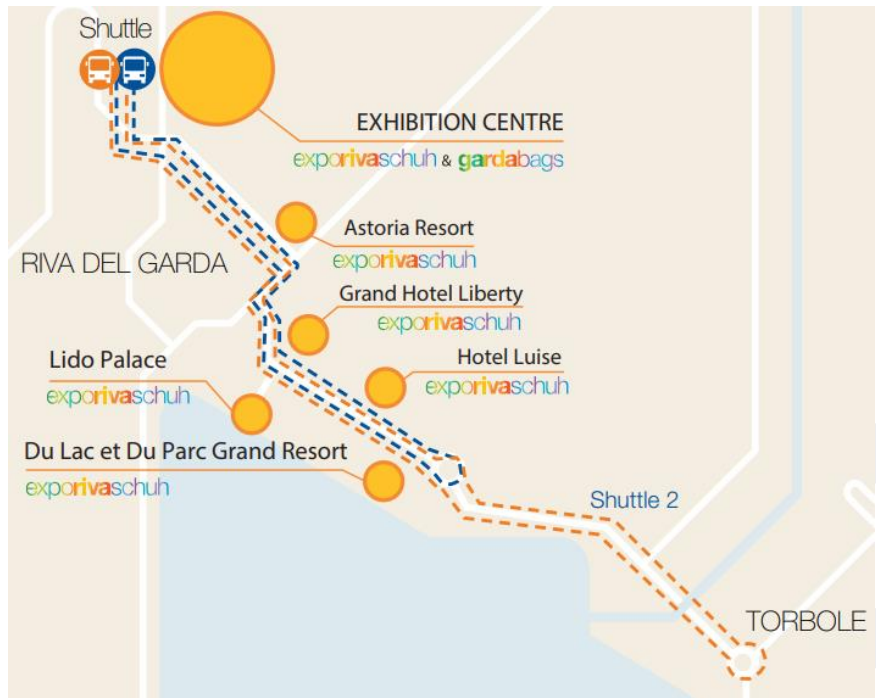 Shuttle
EXHIBITION CENTRE
exporivaschuh & gardabags
Astoria Resort
exporivaschuh
RIVA DEL GARDA
Grand Hotel Liberty
exporivaschuh
Hotel Luise
exporivaschuh
Lido Palace
exporivaschuh
Du Lac et Du Parc Grand Resort
exporivaschuh
Shuttle 2
TORBOLE